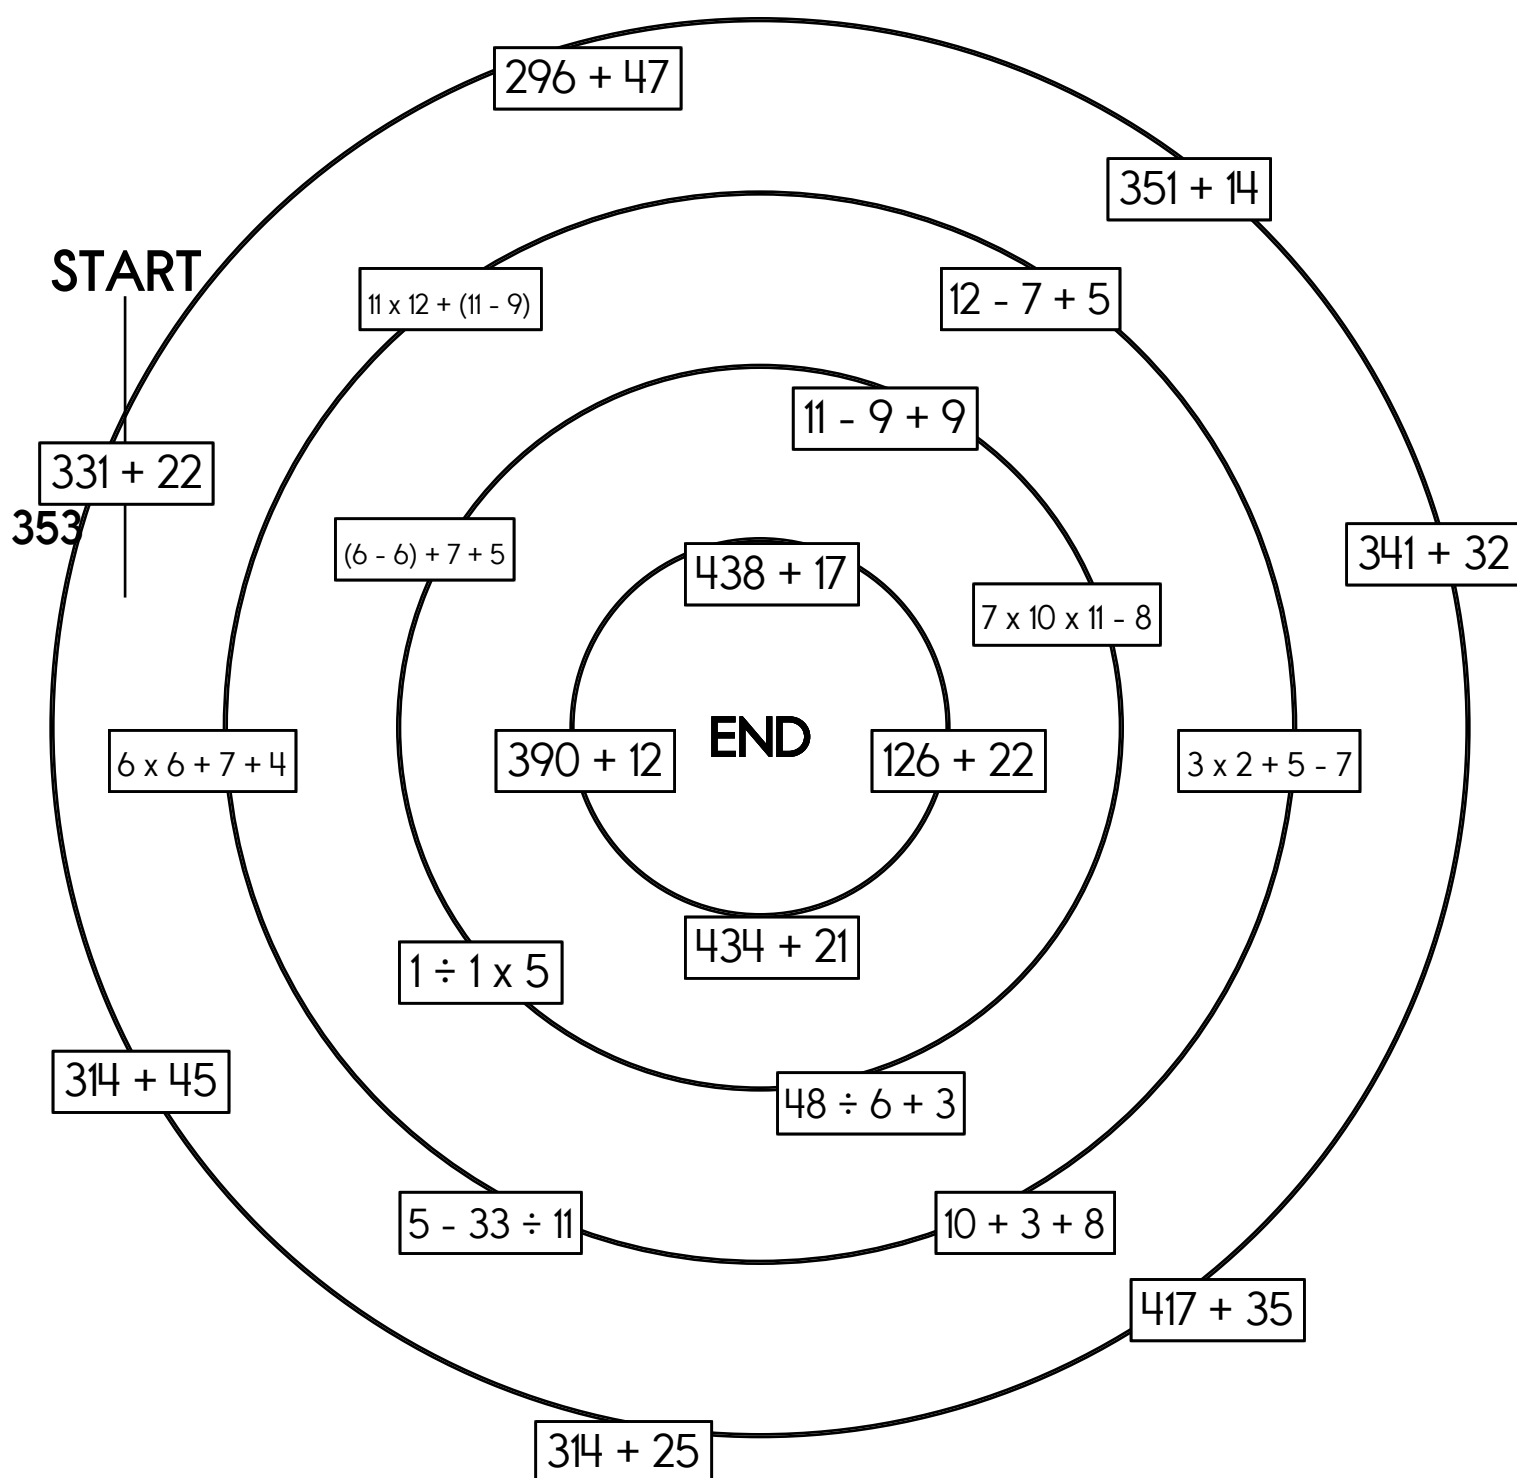 296 + 47
351 + 14
START
11 x 12 + (11 - 9)
12 - 7 + 5
11 - 9 + 9
331 + 22
353
(6 - 6) + 7 + 5
438 + 17
341 + 32
7 x 10 x 11 - 8
6 x 6 + 7 + 4
390 + 12
END
126 + 22
3 x 2 + 5 - 7
434 + 21
1 ÷ 1 x 5
314 + 45
48 ÷ 6 + 3
5 - 33 ÷ 11
10 + 3 + 8
417 + 35
314 + 25